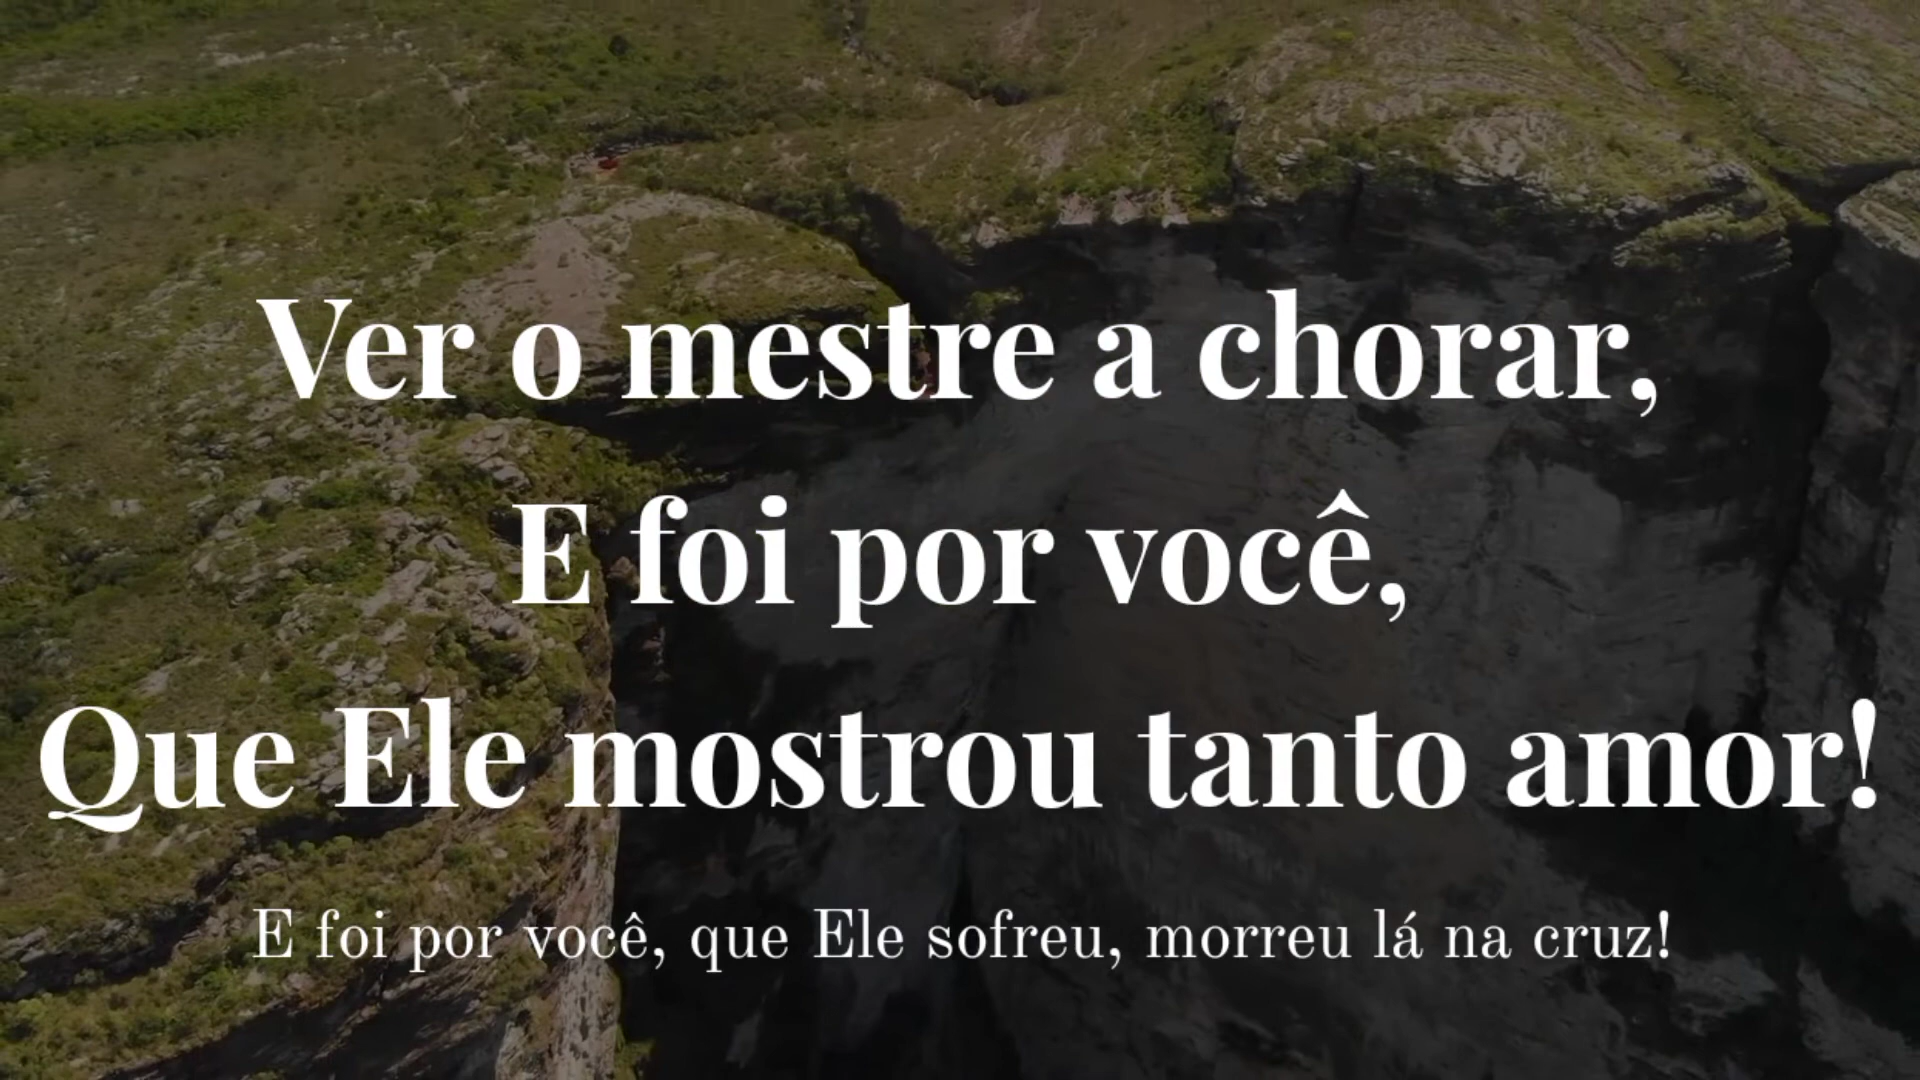 Ver o mestre a chorar,
E foi por você,
Que Ele mostrou tanto amor!
E foi por você, que Ele sofreu, morreu lá na cruz!